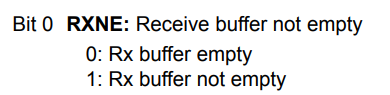 Bit 0 RXNE: Receive buffer not empty
0: Rx buffer empty
1: Rx buffer not empty